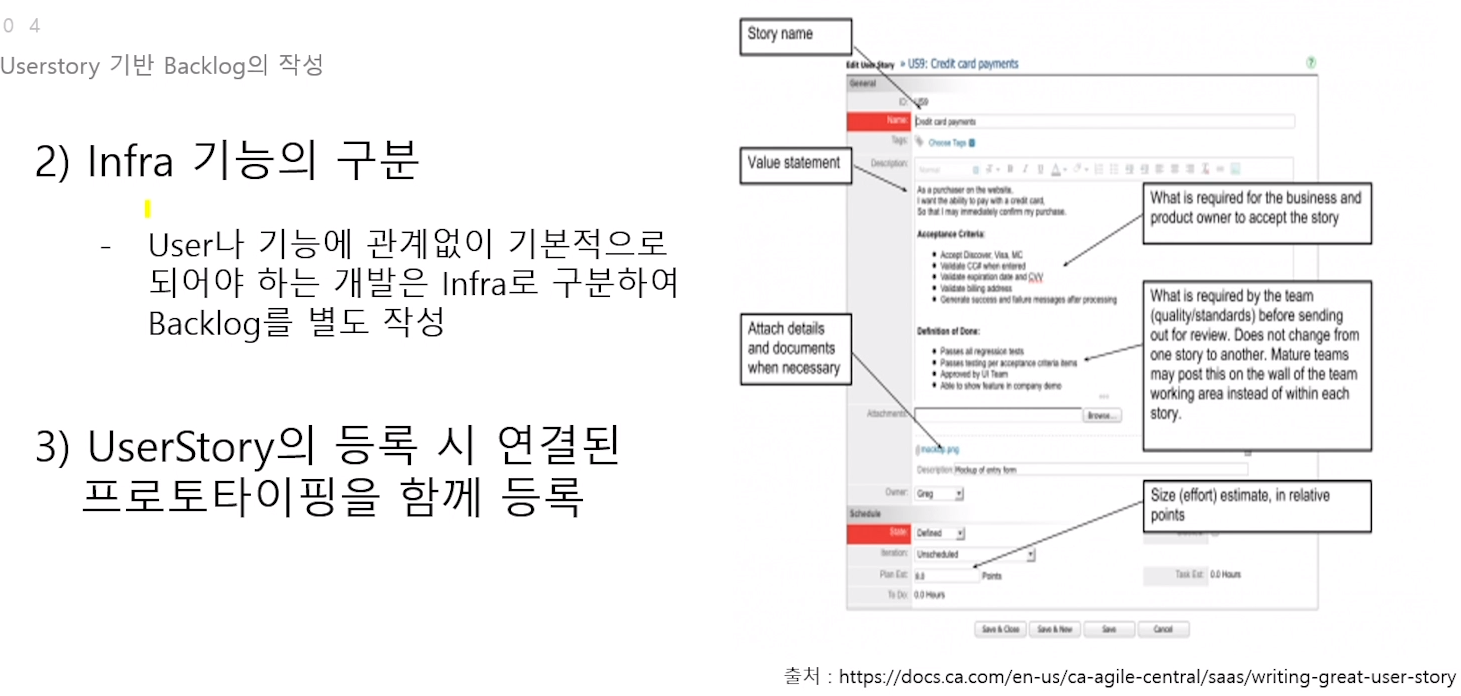 0 4
Userstory 기반 Backlog의 작성
2) Infra 기능의 구분
- User나 기능에 관계없이 기본적으로
되어야 하는 개발은 Infra로 구분하여
Backlog를 별도 작성
3) UserStory의 등록 시 연결된
프로토타이핑을 함께 등록
Story name
Edit User Story » US9: Credit card payments
General
ID: US9
Name: Credit card payments
Tags: Choose Tags
Value statement
Description:
Normal
As a purchaser on the website,
I want the ability to pay with a credit card,
So that I may immediately confirm my purchase.
What is required for the business and
product owner to accept the story
Acceptance Criteria:
• Accept Discover, Visa, MC
• Validate CC# when entered
• Validate expiration date and CVV
• Validate billing address
• Generate success and failure messages after processing
What is required by the team
(quality/standards) before sending
out for review. Does not change from
one story to another. Mature teams
may post this on the wall of the team
working area instead of within each
story.
Attach details
and documents
when necessary
Definition of Done:
• Passes all regression tests
• Passes testing per acceptance criteria items
• Approved by UI Team
• Able to show feature in company demo
Attachments:
Browse...
mockup.png
Description: Mockup of entry form
Owner: Greg
Size (effort) estimate, in relative
points
Schedule
State: Defined
Iteration: Unscheduled
Plan Est: 8.0 Points
Task Est: 0.0 Hours
To Do: 0.0 Hours
Save & Close Save & New Save Cancel
출처 : https://docs.ca.com/en-us/ca-agile-central/saas/writing-great-user-story